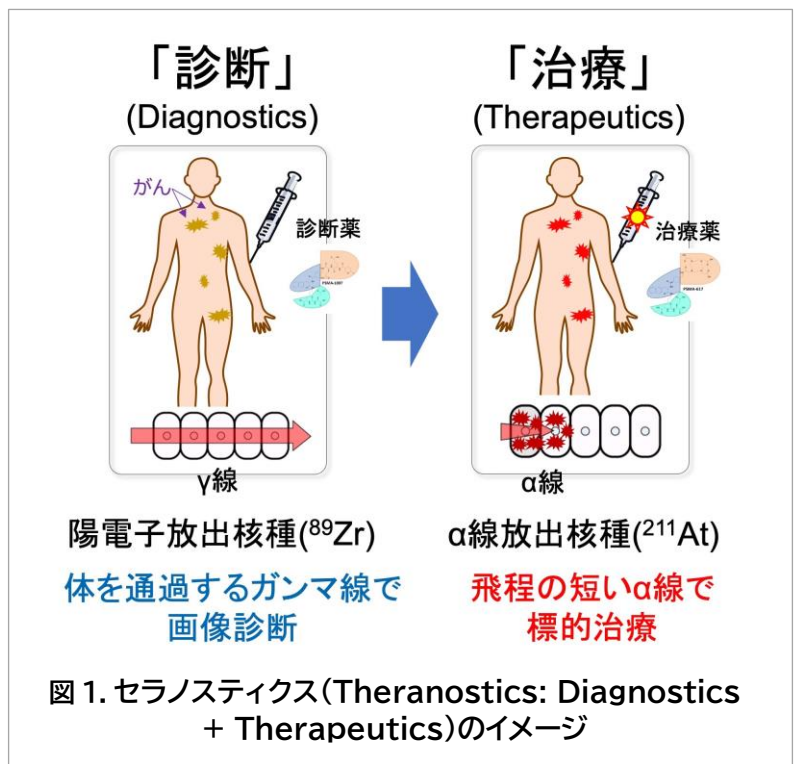 「診断」
(Diagnostics)
がん
診断薬
γ線
陽電子放出核種(⁸⁹Zr)
体を通過するガンマ線で
画像診断
「治療」
(Therapeutics)
治療薬
α線
α線放出核種(²¹¹At)
飛程の短いα線で
標的治療
図1. セラノスティクス(Theranostics: Diagnostics
+ Therapeutics)のイメージ